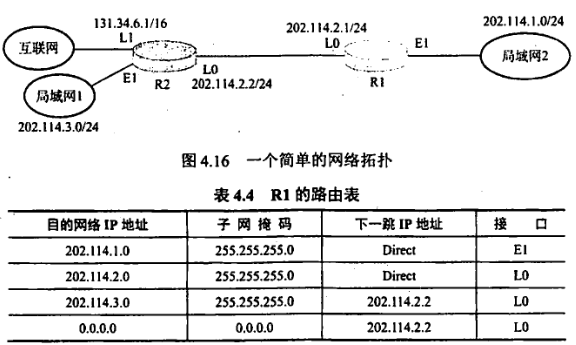 131.34.6.1/16
202.114.2.1/24
202.114.1.0/24
互联网
L1
L0
E1
局域网2
局域网1
E1
R2
L0
202.114.2.2/24
R1
202.114.3.0/24
图 4.16 一个简单的网络拓扑
表 4.4 R1 的路由表
目的网络 IP 地址 子 网 掩 码 下一跳 IP 地址 接 口
202.114.1.0 255.255.255.0 Direct E1
202.114.2.0 255.255.255.0 Direct L0
202.114.3.0 255.255.255.0 202.114.2.2 L0
0.0.0.0 0.0.0.0 202.114.2.2 L0